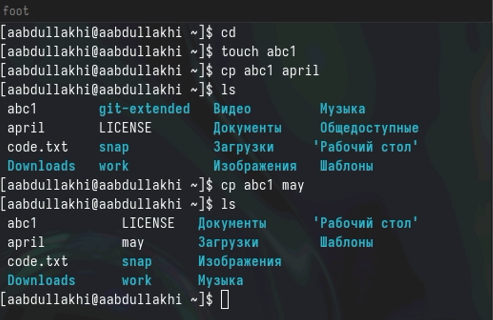 foot
[aabdullakhi@aabdullakhi ~]$ cd
[aabdullakhi@aabdullakhi ~]$ touch abc1
[aabdullakhi@aabdullakhi ~]$ cp abc1 april
[aabdullakhi@aabdullakhi ~]$ ls
abc1 git-extended Видео Музыка
april LICENSE Документы Общедоступные
code.txt snap Загрузки 'Рабочий стол'
Downloads work Изображения Шаблоны
[aabdullakhi@aabdullakhi ~]$ cp abc1 may
[aabdullakhi@aabdullakhi ~]$ ls
abc1 LICENSE Документы 'Рабочий стол'
april may Загрузки Шаблоны
code.txt snap Изображения
Downloads work Музыка
[aabdullakhi@aabdullakhi ~]$